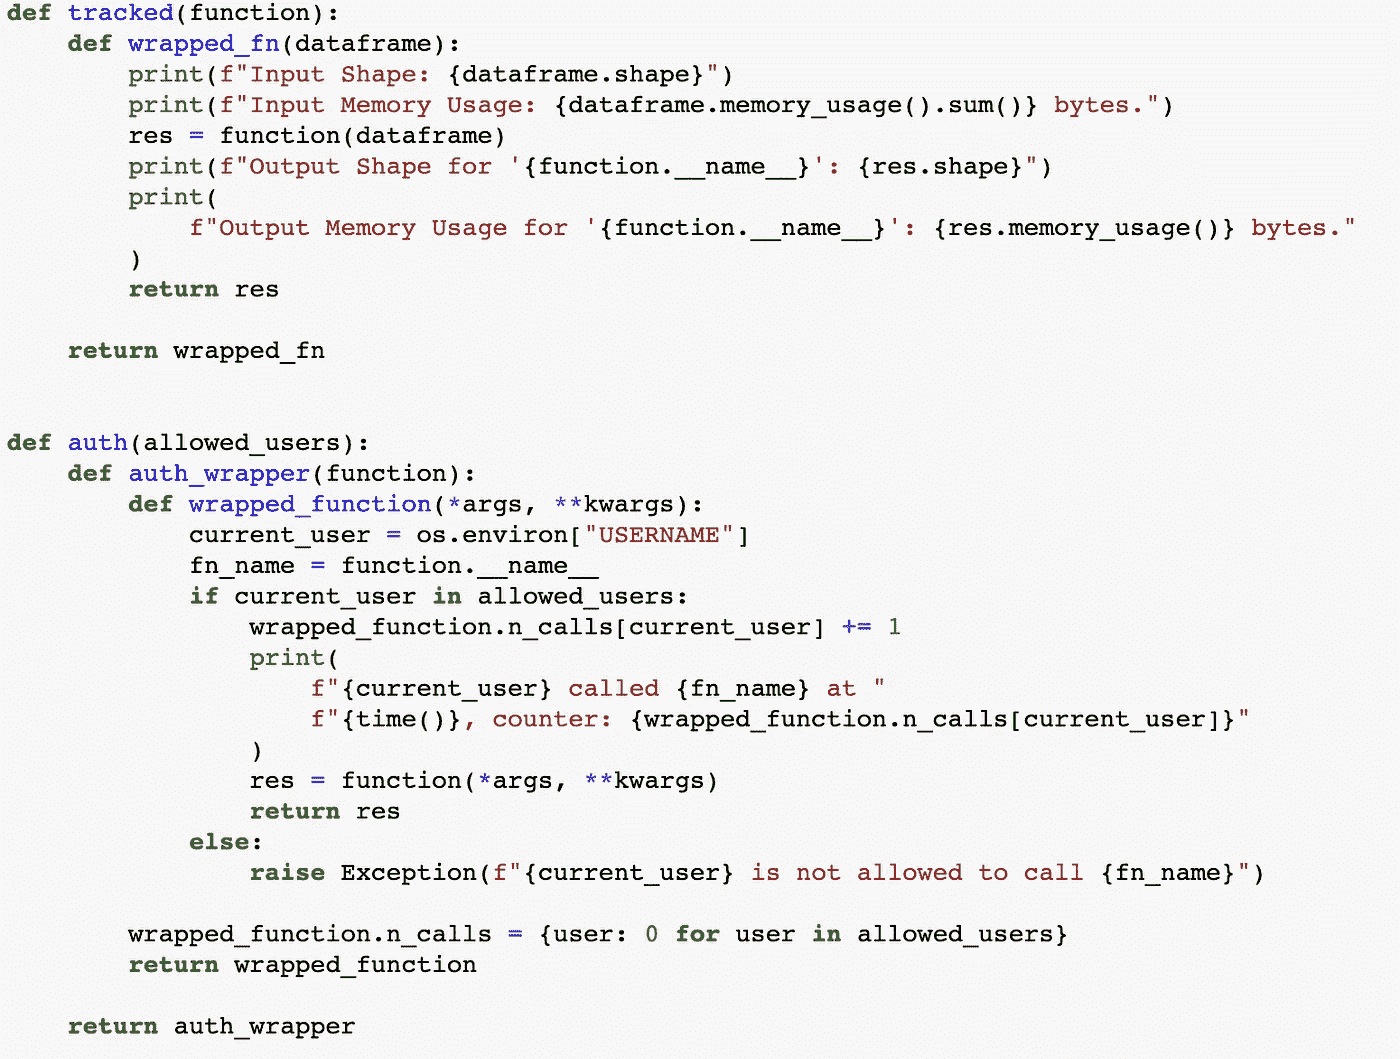 def tracked(function):
    def wrapped_fn(dataframe):
        print(f"Input Shape: {dataframe.shape}")
        print(f"Input Memory Usage: {dataframe.memory_usage().sum()} bytes.")
        res = function(dataframe)
        print(f"Output Shape for '{function.__name__}': {res.shape}")
        print(
            f"Output Memory Usage for '{function.__name__}': {res.memory_usage()} bytes."
        )
        return res

    return wrapped_fn


def auth(allowed_users):
    def auth_wrapper(function):
        def wrapped_function(*args, **kwargs):
            current_user = os.environ["USERNAME"]
            fn_name = function.__name__
            if current_user in allowed_users:
                wrapped_function.n_calls[current_user] += 1
                print(
                    f"{current_user} called {fn_name} at "
                    f"{time()}, counter: {wrapped_function.n_calls[current_user]}"
                )
                res = function(*args, **kwargs)
                return res
            else:
                raise Exception(f"{current_user} is not allowed to call {fn_name}")

        wrapped_function.n_calls = {user: 0 for user in allowed_users}
        return wrapped_function

    return auth_wrapper